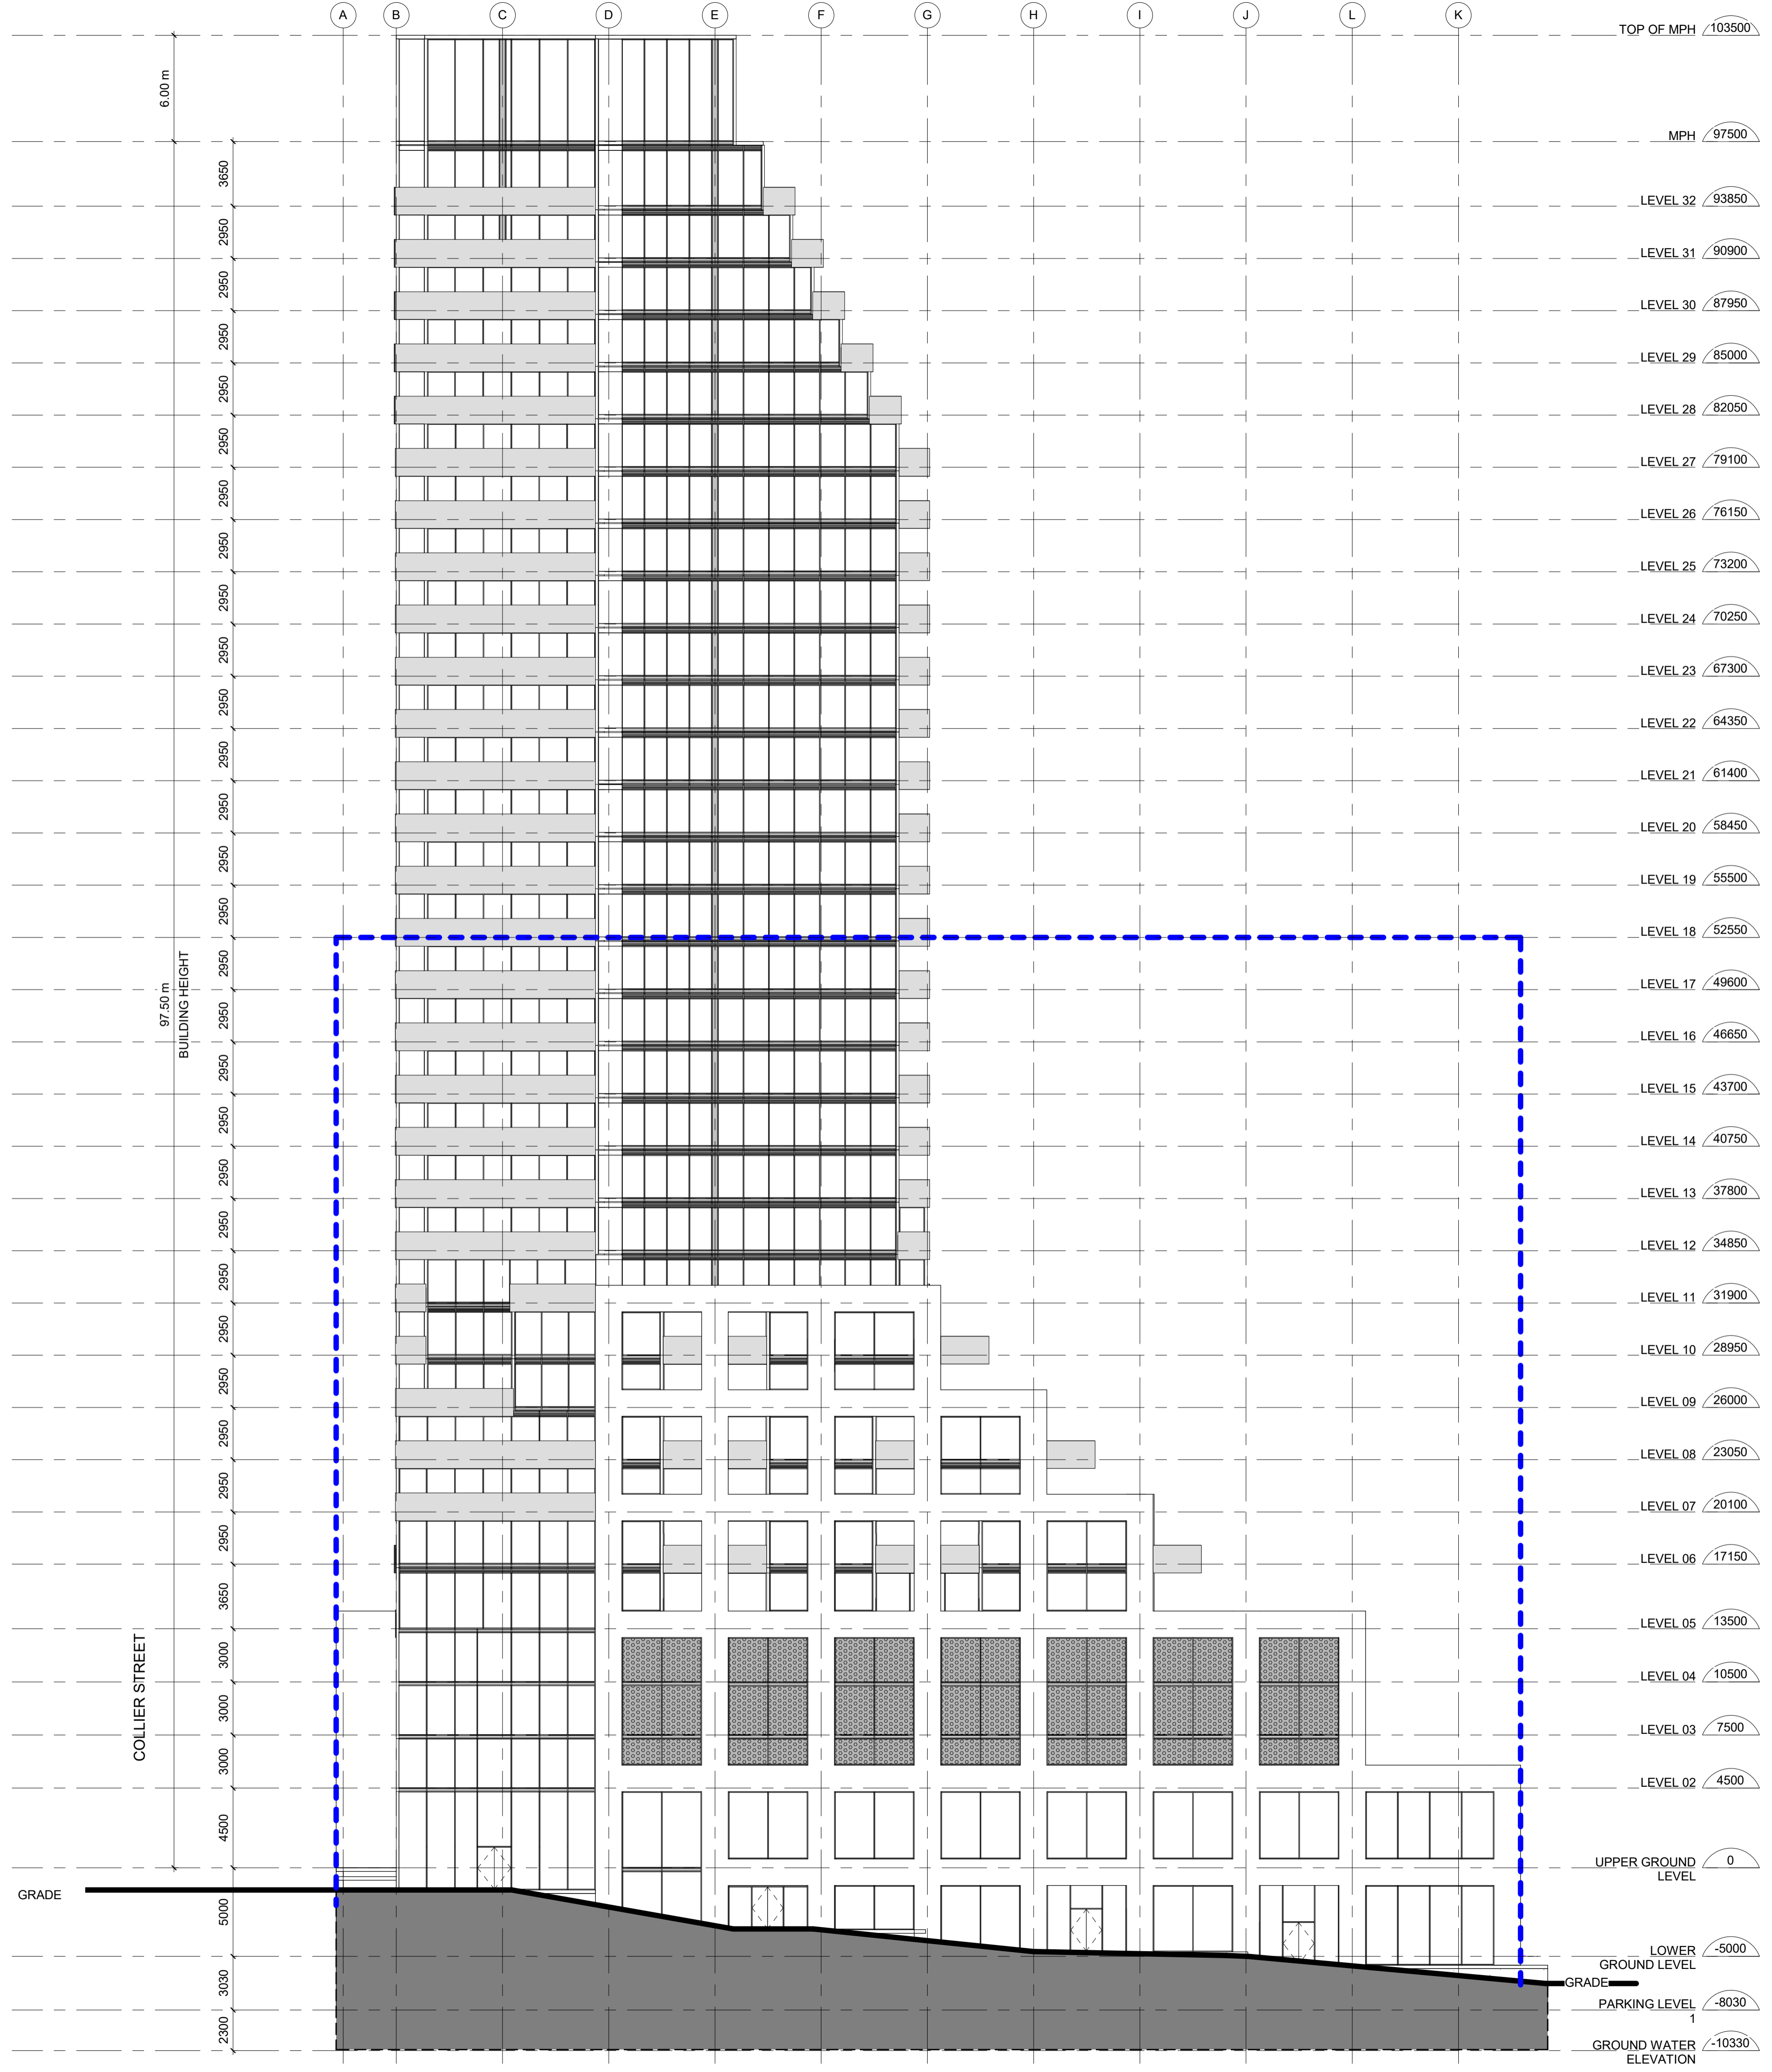 A B C D E F G H I J L K
TOP OF MPH 103500
6.00 m
MPH 97500
3650
LEVEL 32 93850
2950
LEVEL 31 90900
2950
LEVEL 30 87950
2950
LEVEL 29 85000
2950
LEVEL 28 82050
2950
LEVEL 27 79100
2950
LEVEL 26 76150
2950
LEVEL 25 73200
2950
LEVEL 24 70250
2950
LEVEL 23 67300
2950
LEVEL 22 64350
2950
LEVEL 21 61400
2950
LEVEL 20 58450
2950
LEVEL 19 55500
2950
LEVEL 18 52550
2950
97.50 m
BUILDING HEIGHT
LEVEL 17 49600
2950
LEVEL 16 46650
2950
LEVEL 15 43700
2950
LEVEL 14 40750
2950
LEVEL 13 37800
2950
LEVEL 12 34850
2950
LEVEL 11 31900
2950
LEVEL 10 28950
2950
LEVEL 09 26000
2950
LEVEL 08 23050
2950
LEVEL 07 20100
2950
LEVEL 06 17150
3650
LEVEL 05 13500
COLLIER STREET
3000
LEVEL 04 10500
3000
LEVEL 03 7500
3000
LEVEL 02 4500
4500
UPPER GROUND 0
LEVEL
GRADE
5000
LOWER -5000
GROUND LEVEL
3030
GRADE
PARKING LEVEL -8030
1
2300
GROUND WATER -10330
ELEVATION